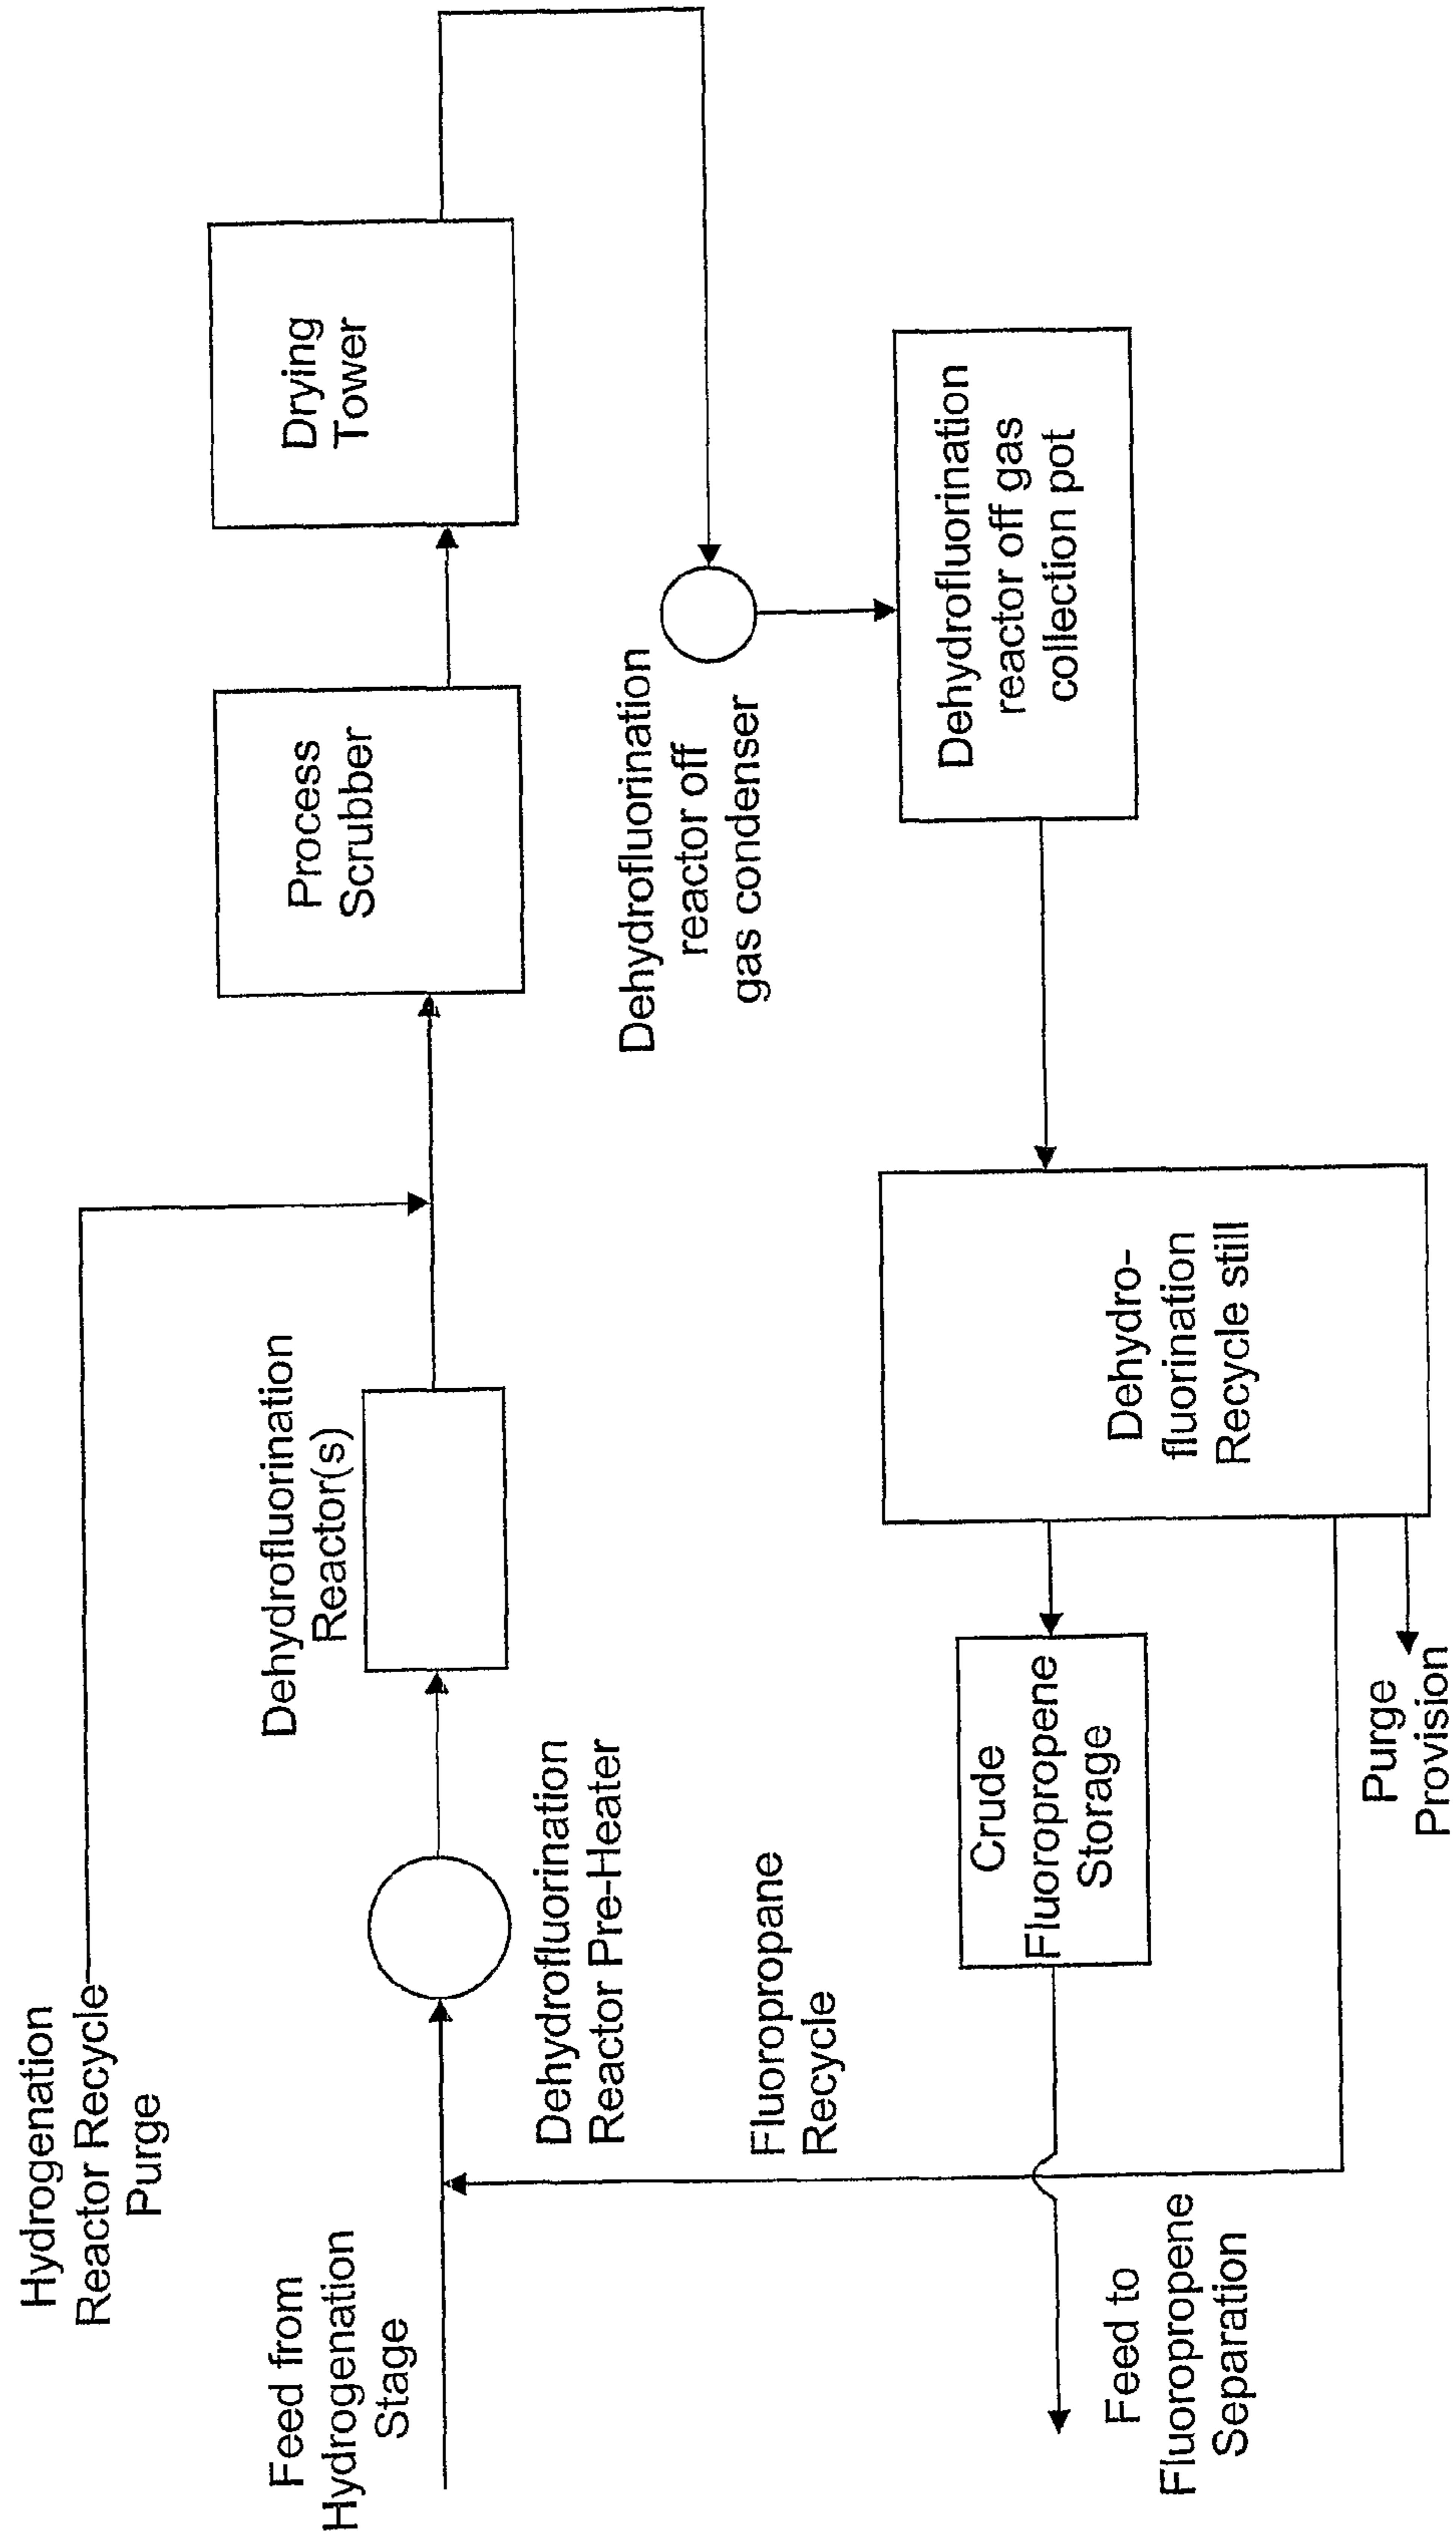 Hydrogenation
Reactor Recycle
Purge
Feed from
Hydrogenation
Stage
Dehydrofluorination
Reactor Pre-Heater
Dehydrofluorination
Reactor(s)
Process
Scrubber
Drying
Tower
Dehydrofluorination
reactor off
gas condenser
Dehydrofluorination
reactor off gas
collection pot
Dehydro-
fluorination
Recycle still
Crude
Fluoropropene
Storage
Purge
Provision
Fluoropropane
Recycle
Feed to
Fluoropropene
Separation